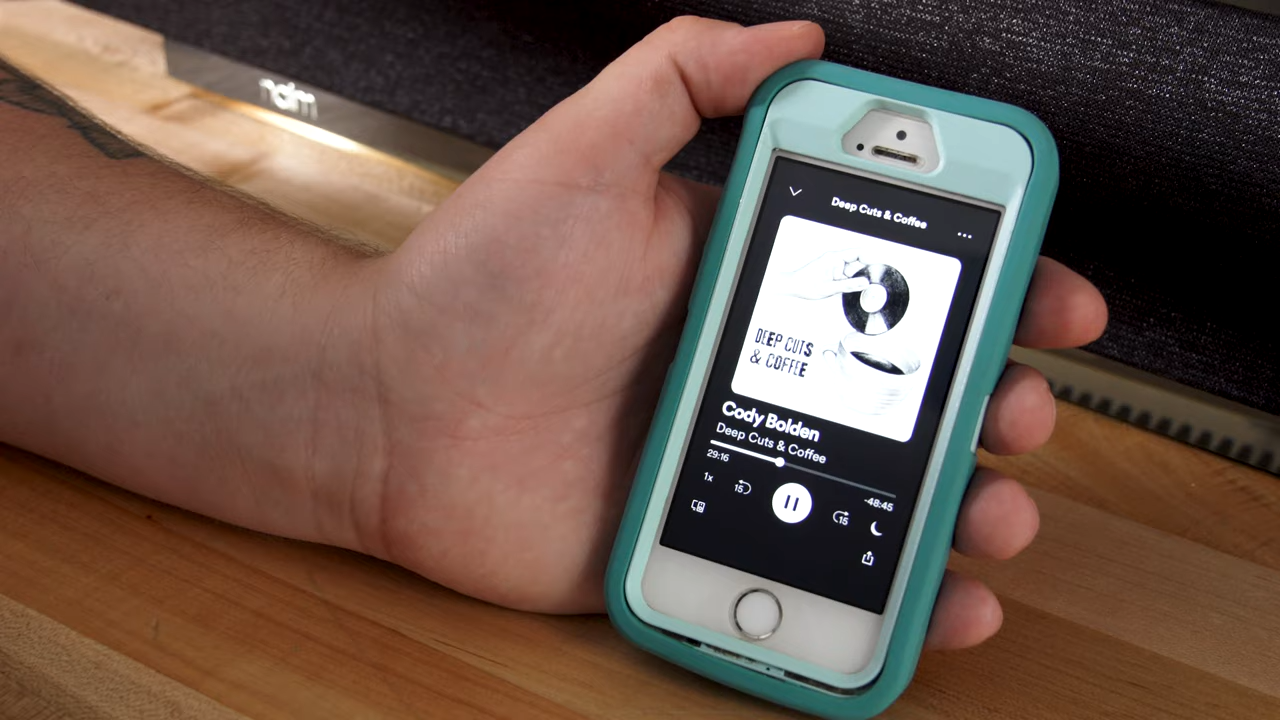 naim
Deep Cuts & Coffee
DEEP CUTS
& COFFEE
Cody Bolden
Deep Cuts & Coffee
29:16
-48:45
1x
15
15